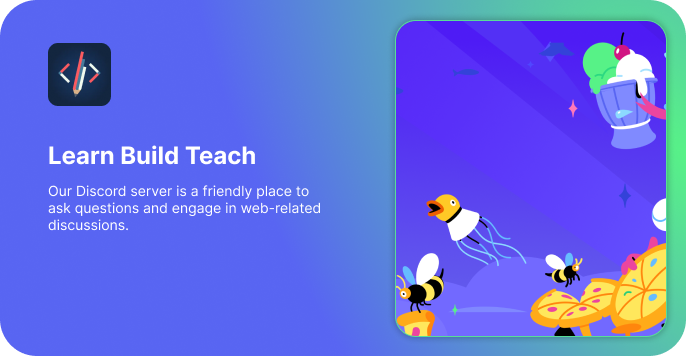 Learn Build Teach
Our Discord server is a friendly place to
ask questions and engage in web-related
discussions.